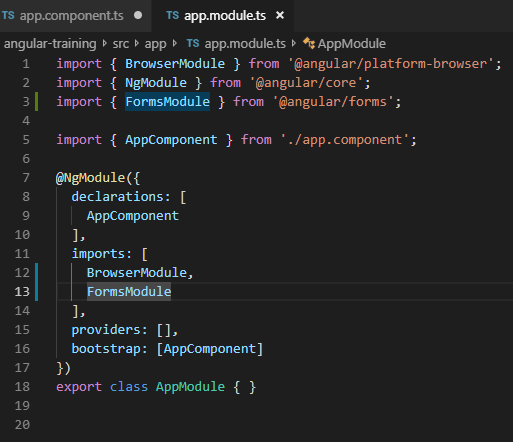 TS app.component.ts TS app.module.ts ×
angular-training > src > app > TS app.module.ts > AppModule
1 import { BrowserModule } from '@angular/platform-browser';
2 import { NgModule } from '@angular/core';
3 import { FormsModule } from '@angular/forms';
4
5 import { AppComponent } from './app.component';
6
7 @NgModule({
8   declarations: [
9     AppComponent
10   ],
11   imports: [
12     BrowserModule,
13     FormsModule
14   ],
15   providers: [],
16   bootstrap: [AppComponent]
17 })
18 export class AppModule { }
19
20